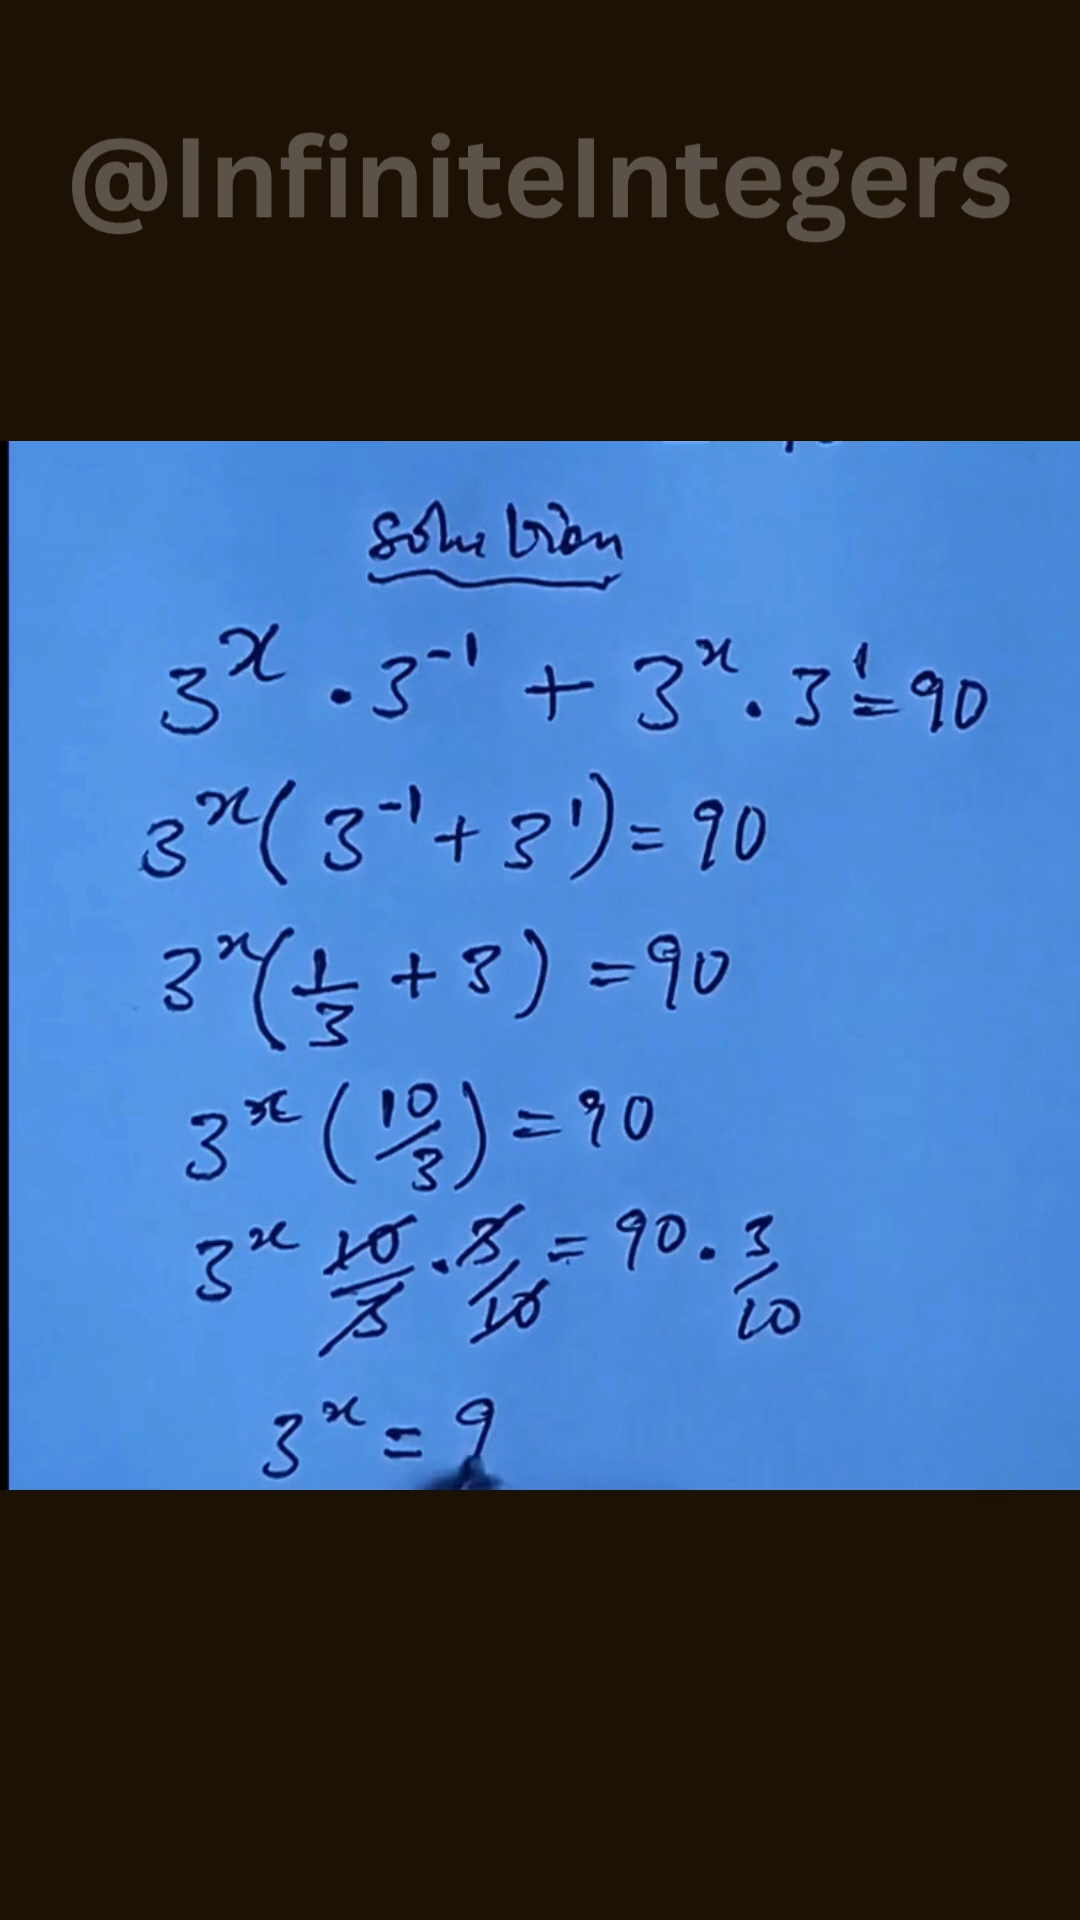 @InfiniteIntegers
solution
3^x . 3^-1 + 3^x . 3^1 = 90
3^x ( 3^-1 + 3^1 ) = 90
3^x ( 1/3 + 3 ) = 90
3^x ( 10/3 ) = 90
3^x 10/3 . 3/10 = 90 . 3/10
3^x = 9